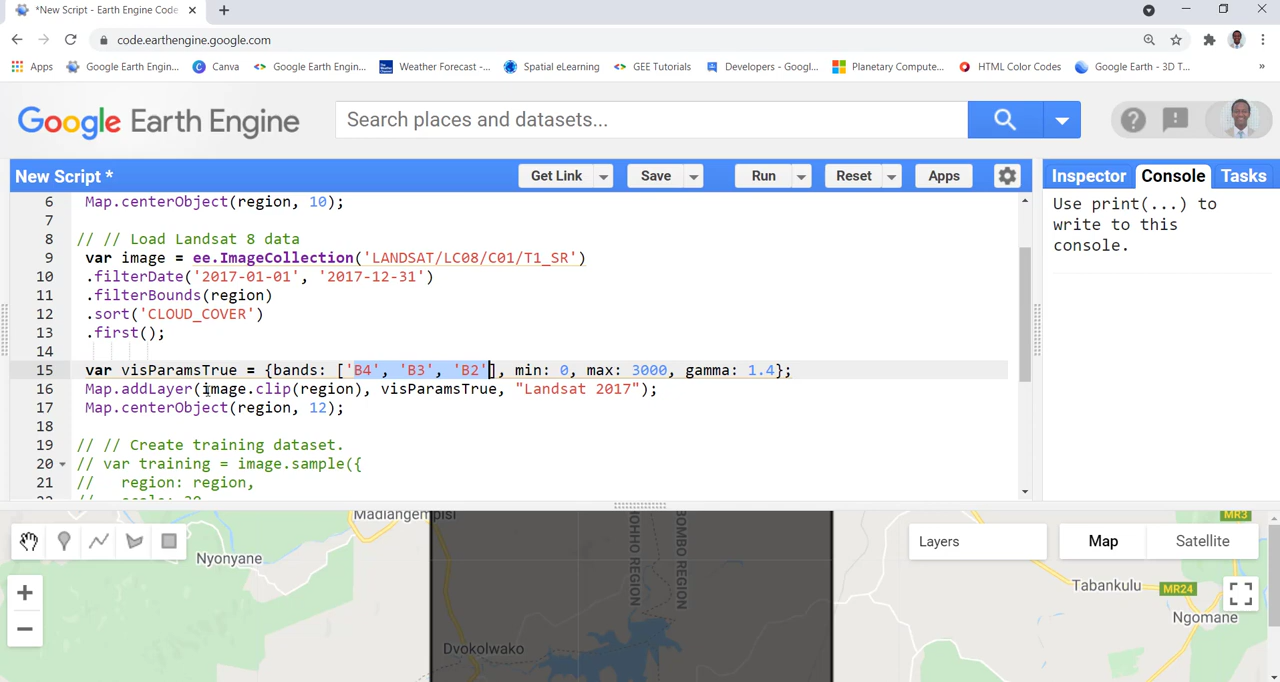 *New Script - Earth Engine Code
code.earthengine.google.com
Apps
Google Earth Engin...
Canva
Google Earth Engin...
Weather Forecast -...
Spatial eLearning
GEE Tutorials
Developers - Googl...
Planetary Compute...
HTML Color Codes
Google Earth - 3D T...
»
Google Earth Engine
Search places and datasets...
New Script *
Get Link
Save
Run
Reset
Apps
Inspector
Console
Tasks
6 Map.centerObject(region, 10);
7
8 // // Load Landsat 8 data
9 var image = ee.ImageCollection('LANDSAT/LC08/C01/T1_SR')
10 .filterDate('2017-01-01', '2017-12-31')
11 .filterBounds(region)
12 .sort('CLOUD_COVER')
13 .first();
14
15 var visParamsTrue = {bands: ['B4', 'B3', 'B2'], min: 0, max: 3000, gamma: 1.4};
16 Map.addLayer(image.clip(region), visParamsTrue, "Landsat 2017");
17 Map.centerObject(region, 12);
18
19 // // Create training dataset.
20 // var training = image.sample({
21 // region: region,
22 // scale: 30
Use print(...) to
write to this
console.
Madlangempisi
Nyonyane
HHOHHO REGION
LUBOMBO REGION
Dvokolwako
Layers
Map
Satellite
MR3
Tabankulu
MR24
Ngomane